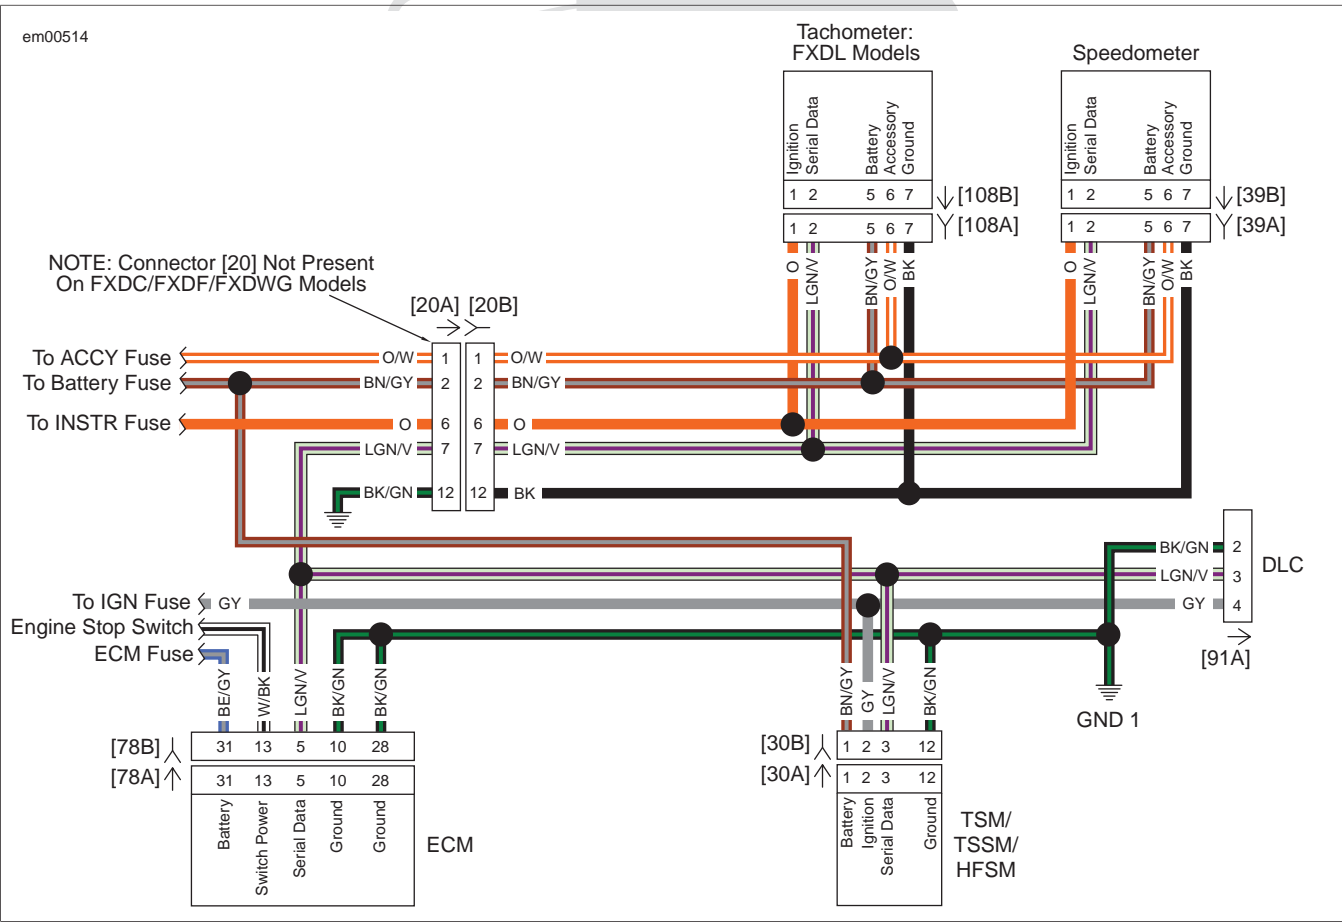 em00514
Tachometer:
FXDL Models
Speedometer
Ignition
Serial Data
Battery
Accessory
Ground
Ignition
Serial Data
Battery
Accessory
Ground
1 2 5 6 7 [108B]
1 2 5 6 7 [39B]
1 2 5 6 7 [108A]
1 2 5 6 7 [39A]
O LGN/V BN/GY O/W BK
O LGN/V BN/GY O/W BK
NOTE: Connector [20] Not Present
On FXDC/FXDF/FXDWG Models
[20A] [20B]
To ACCY Fuse O/W 1 1 O/W
To Battery Fuse BN/GY 2 2 BN/GY
To INSTR Fuse O 6 6 O
LGN/V 7 7 LGN/V
BK/GN 12 12 BK
BK/GN 2
LGN/V 3
GY 4
DLC
[91A]
To IGN Fuse GY
Engine Stop Switch
ECM Fuse
GND 1
BE/GY W/BK LGN/V BK/GN BK/GN
BN/GY GY LGN/V BK/GN
[78B] 31 13 5 10 28
[78A] 31 13 5 10 28
Battery
Switch Power
Serial Data
Ground
Ground
ECM
[30B] 1 2 3 12
[30A] 1 2 3 12
Battery
Ignition
Serial Data
Ground
TSM/
TSSM/
HFSM